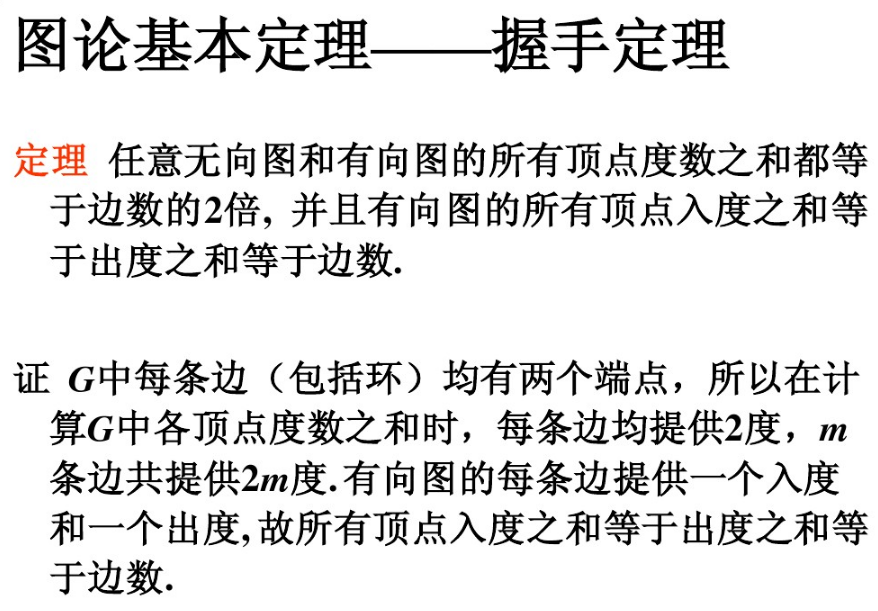 图论基本定理——握手定理
定理 任意无向图和有向图的所有顶点度数之和都等
于边数的2倍, 并且有向图的所有顶点入度之和等
于出度之和等于边数.
证 G中每条边（包括环）均有两个端点，所以在计
算G中各顶点度数之和时，每条边均提供2度，m
条边共提供2m度.有向图的每条边提供一个入度
和一个出度, 故所有顶点入度之和等于出度之和等
于边数.